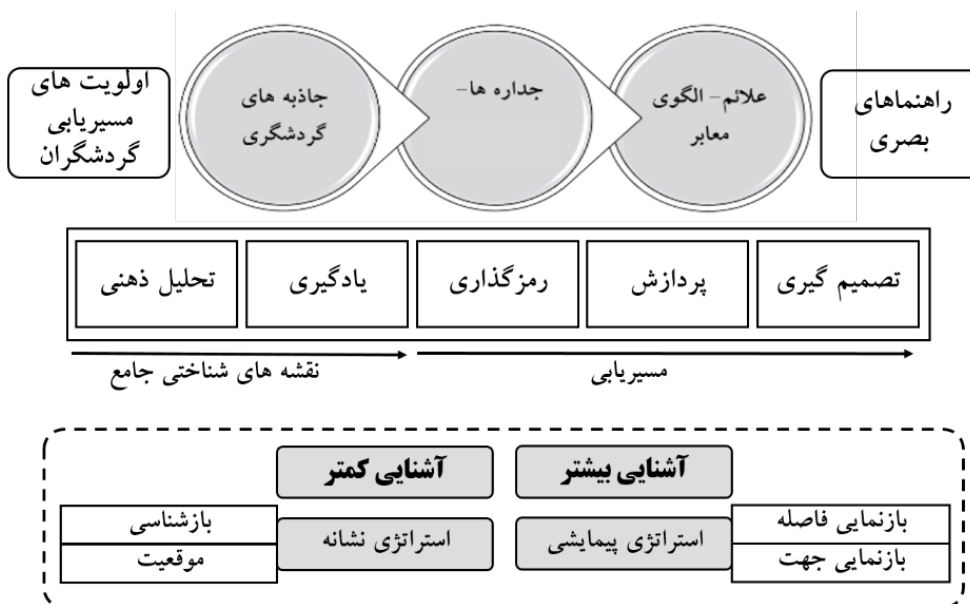 راهنماهای
بصری
علائم– الگوی
معابر
جداره ها–
جاذبه های
گردشگری
اولویت های
مسیریابی
گردشگران
تصمیم گیری
پردازش
رمزگذاری
یادگیری
تحلیل ذهنی
مسیریابی
نقشه های شناختی جامع
آشنایی بیشتر
آشنایی کمتر
بازنمایی فاصله
بازنمایی جهت
استراتژی پیمایشی
استراتژی نشانه
بازشناسی
موقعیت